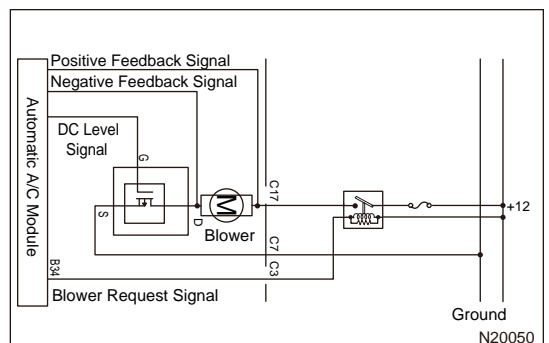 Positive Feedback Signal
Negative Feedback Signal
Automatic A/C Module
DC Level
Signal
G
S
D
M
Blower
C17
C7
C3
B34
Blower Request Signal
+12
Ground
N20050